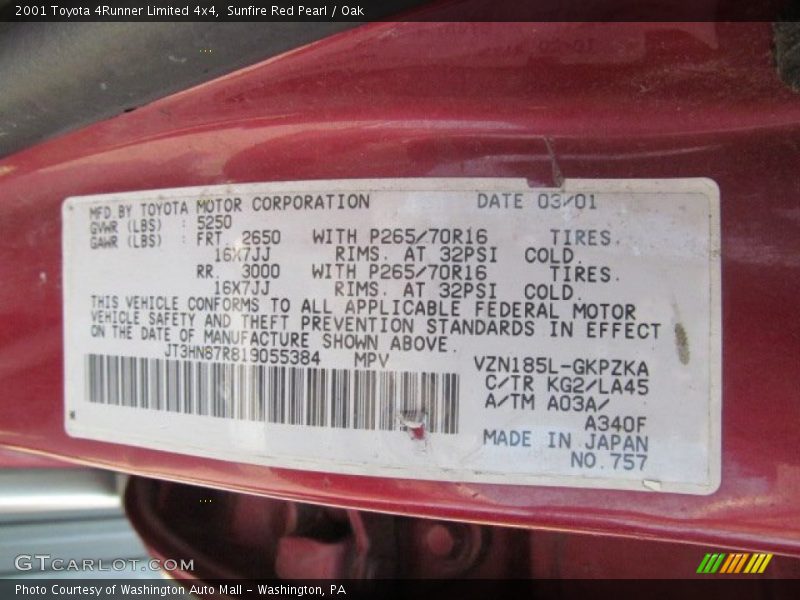 2001 Toyota 4Runner Limited 4x4, Sunfire Red Pearl / Oak
MFD. BY TOYOTA MOTOR CORPORATION DATE 03/01
GVWR (LBS) : 5250
GAWR (LBS) : FRT. 2650 WITH P265/70R16 TIRES.
16X7JJ RIMS. AT 32PSI COLD.
RR. 3000 WITH P265/70R16 TIRES.
16X7JJ RIMS. AT 32PSI COLD.
THIS VEHICLE CONFORMS TO ALL APPLICABLE FEDERAL MOTOR
VEHICLE SAFETY AND THEFT PREVENTION STANDARDS IN EFFECT
ON THE DATE OF MANUFACTURE SHOWN ABOVE.
JT3HN87R819055384 MPV VZN185L-GKPZKA
C/TR KG2/LA45
A/TM A03A/
A340F
MADE IN JAPAN
NO.757
GTCARLOT.COM
Photo Courtesy of Washington Auto Mall - Washington, PA